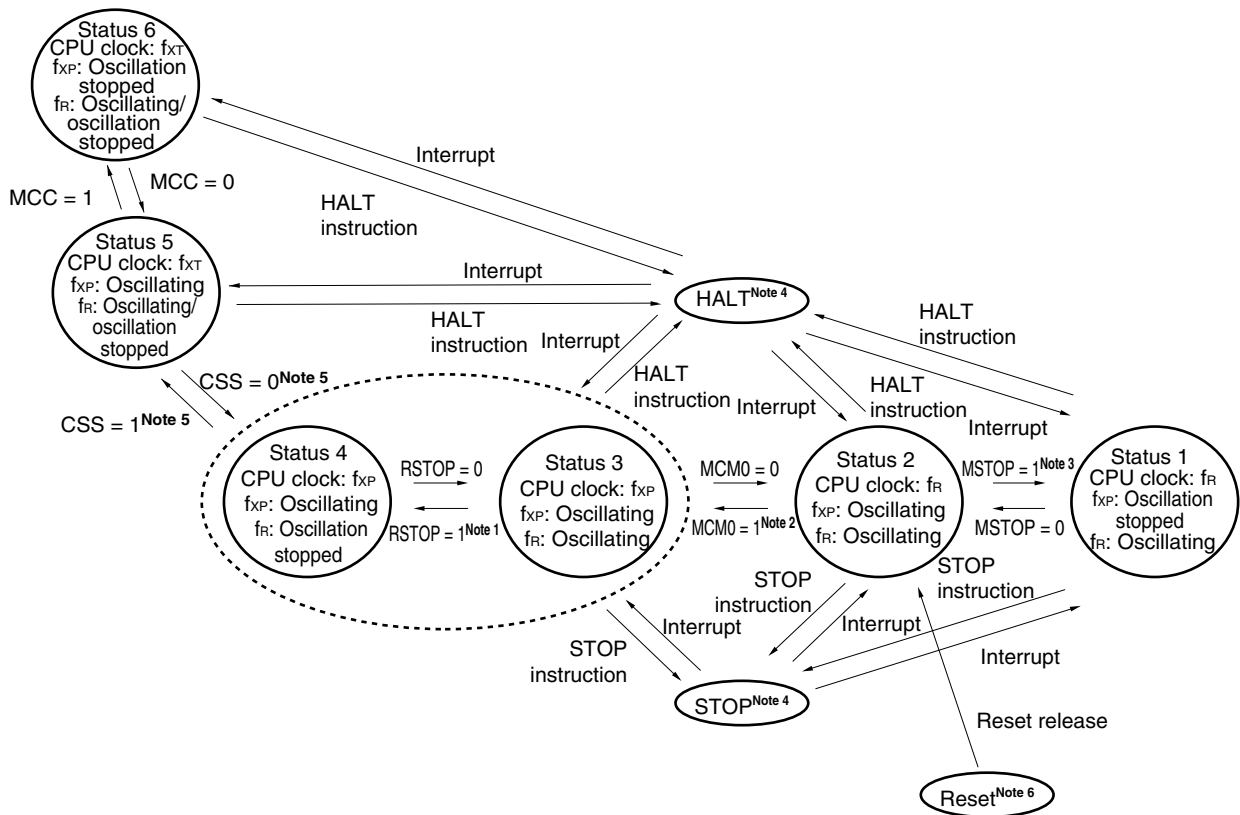 Status 6
CPU clock: fXT
fXP: Oscillation
stopped
fR: Oscillating/
oscillation
stopped
Interrupt
MCC = 0
MCC = 1
HALT
instruction
Status 5
CPU clock: fXT
fXP: Oscillating
fR: Oscillating/
oscillation
stopped
Interrupt
HALT
instruction
HALTNote 4
HALT
instruction
Interrupt
HALT
instruction
Interrupt
HALT
instruction
Interrupt
CSS = 0Note 5
CSS = 1Note 5
Status 4
CPU clock: fXP
fXP: Oscillating
fR: Oscillation
stopped
RSTOP = 0
RSTOP = 1Note 1
Status 3
CPU clock: fXP
fXP: Oscillating
fR: Oscillating
MCM0 = 0
MCM0 = 1Note 2
Status 2
CPU clock: fR
fXP: Oscillating
fR: Oscillating
MSTOP = 1Note 3
MSTOP = 0
Status 1
CPU clock: fR
fXP: Oscillation
stopped
fR: Oscillating
STOP
instruction
Interrupt
STOP
instruction
Interrupt
STOP
instruction
Interrupt
STOPNote 4
Reset release
ResetNote 6